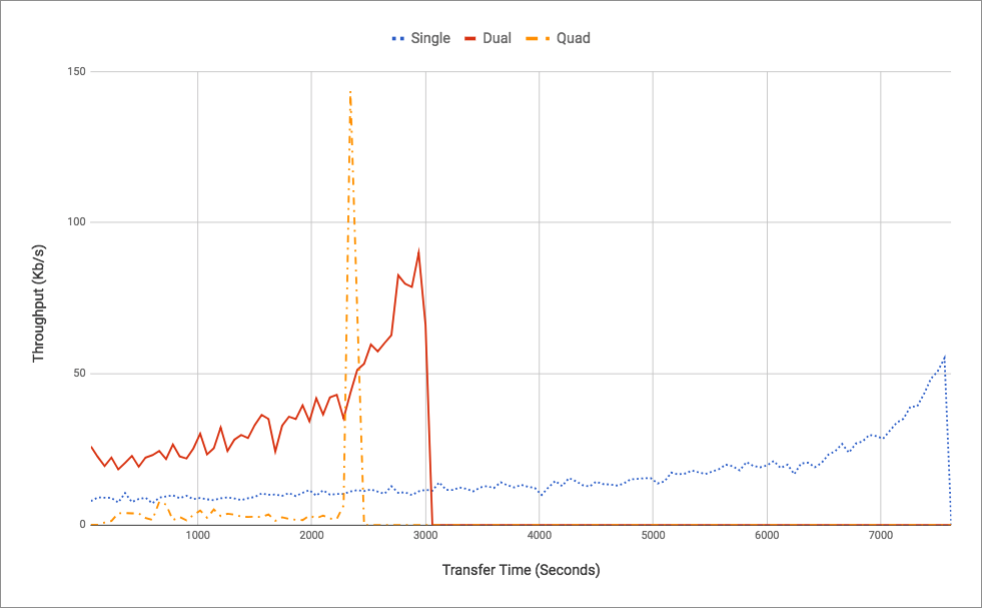 Single Dual Quad
150
100
50
0
Throughput (Kb/s)
1000 2000 3000 4000 5000 6000 7000
Transfer Time (Seconds)